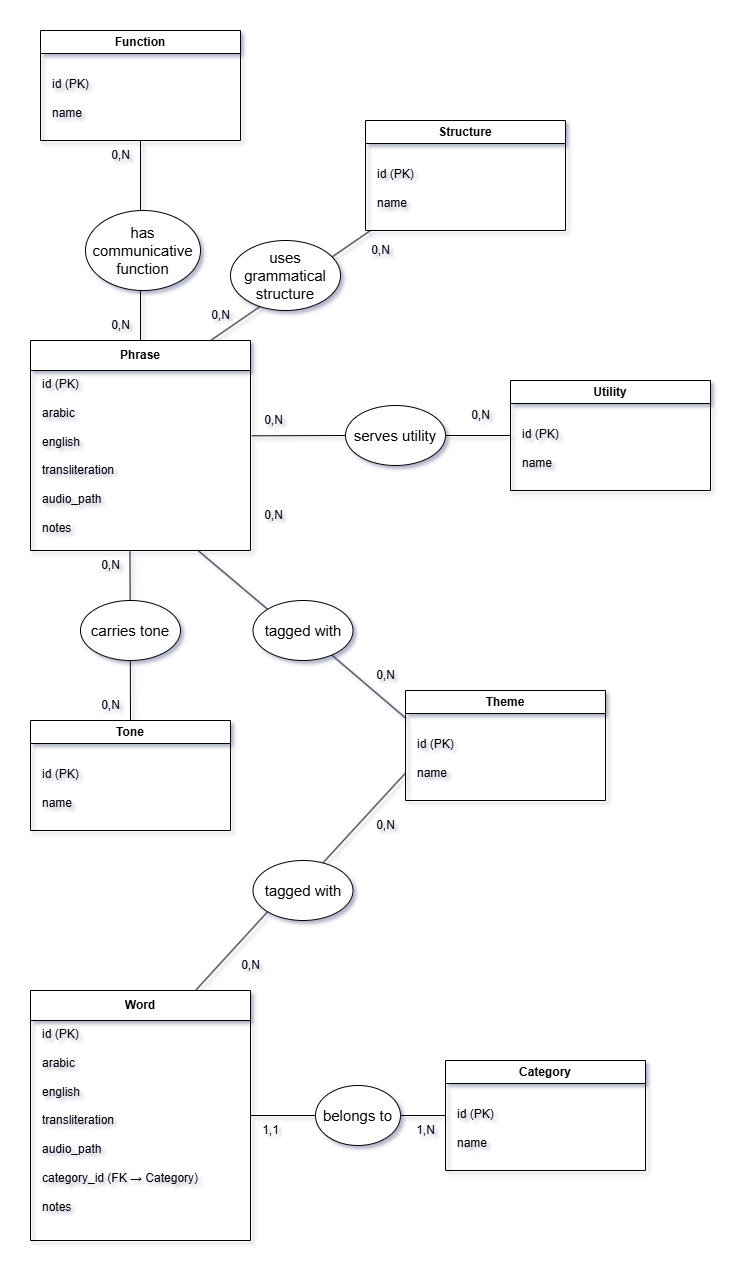 Function
id (PK)
name
0,N
has
communicative
function
0,N
Structure
id (PK)
name
0,N
uses
grammatical
structure
0,N
Phrase
id (PK)
arabic
english
transliteration
audio_path
notes
0,N
serves utility
0,N
Utility
id (PK)
name
0,N
0,N
carries tone
0,N
tagged with
0,N
Tone
id (PK)
name
Theme
id (PK)
name
0,N
tagged with
0,N
Word
id (PK)
arabic
english
transliteration
audio_path
category_id (FK → Category)
notes
1,1
belongs to
1,N
Category
id (PK)
name